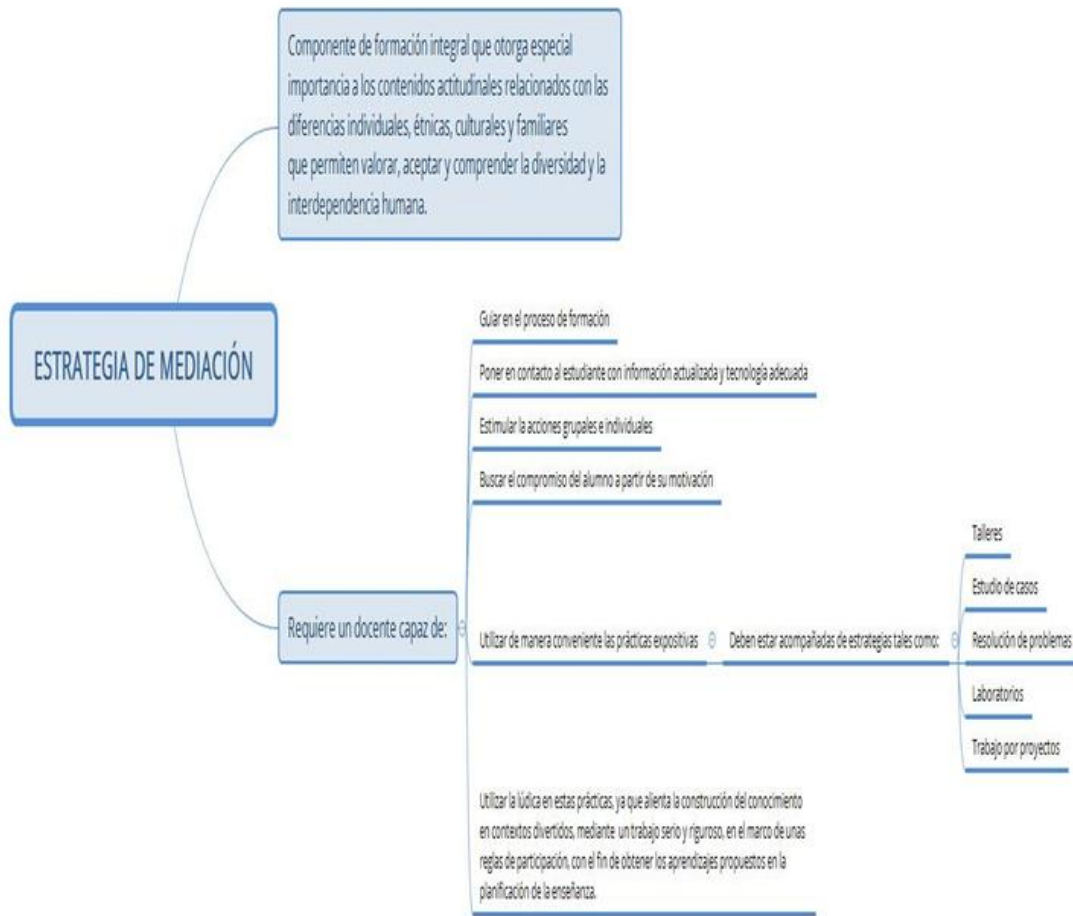 Componente de formación integral que otorga especial
importancia a los contenidos actitudinales relacionados con las
diferencias individuales, étnicas, culturales y familiares
que permiten valorar, aceptar y comprender la diversidad y la
interdependencia humana.
ESTRATEGIA DE MEDIACIÓN
Requiere un docente capaz de:
Guiar en el proceso de formación
Poner en contacto al estudiante con información actualizada y tecnología adecuada
Estimular la acciones grupales e individuales
Buscar el compromiso del alumno a partir de su motivación
Utilizar de manera conveniente las prácticas expositivas
Deben estar acompañadas de estrategias tales como:
Talleres
Estudio de casos
Resolución de problemas
Laboratorios
Trabajo por proyectos
Utilizar la lúdica en estas prácticas, ya que alienta la construcción del conocimiento
en contextos divertidos, mediante un trabajo serio y riguroso, en el marco de unas
reglas de participación, con el fin de obtener los aprendizajes propuestos en la
planificación de la enseñanza.